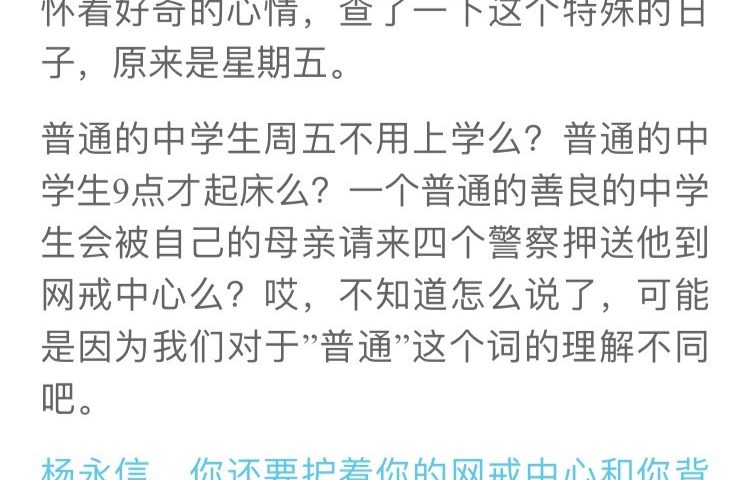 怀着好奇的心情，查了一下这个特殊的日
子，原来是星期五。
普通的中学生周五不用上学么？普通的中
学生9点才起床么？一个普通的善良的中学
生会被自己的母亲请来四个警察押送他到
网戒中心么？哎，不知道怎么说了，可能
是因为我们对于”普通”这个词的理解不同
吧。
杨永信，你还要护着你的网戒中心和你背